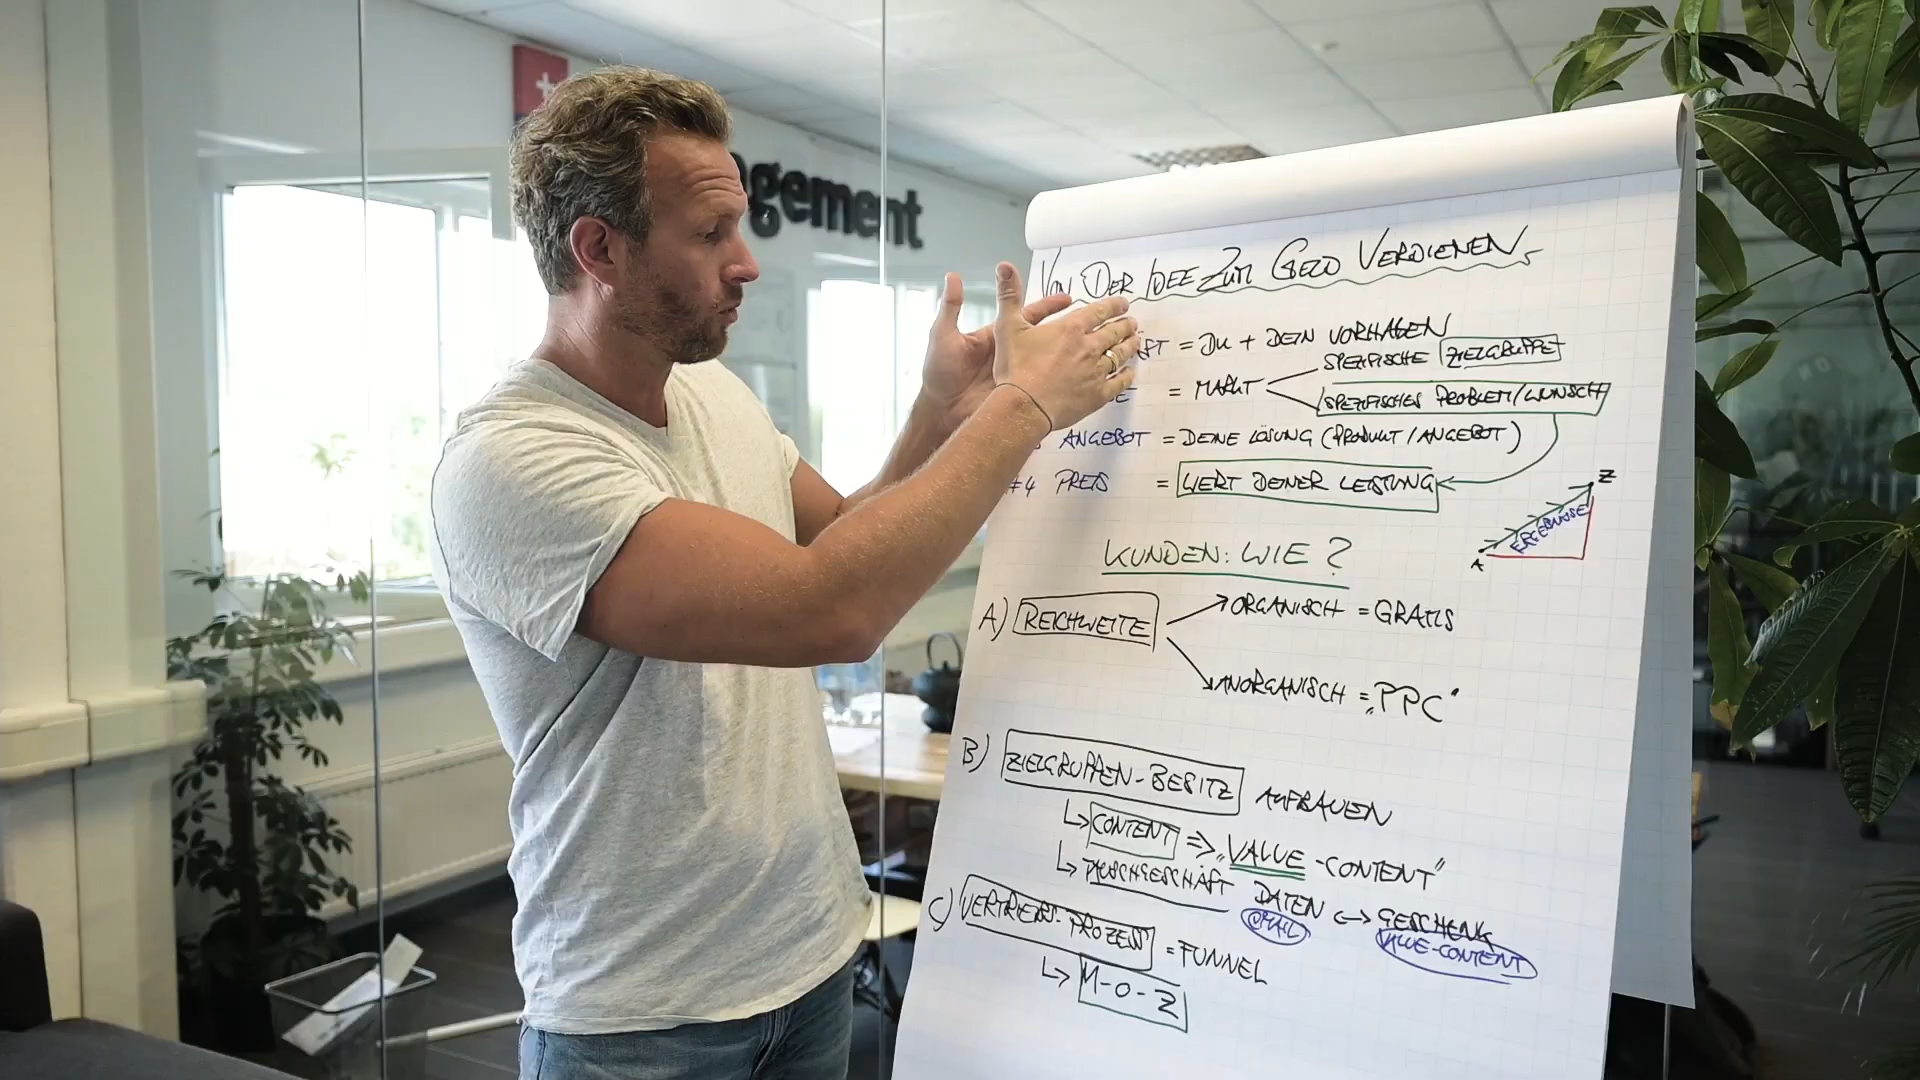 gement
VON DER IDEE ZUM GELD VERDIENEN
= DU + DEIN VORHABEN
= MARKT
SPEZIFISCHE ZIELGRUPPE
SPEZIFISCHES PROBLEM/WUNSCH
ANGEBOT = DEINE LÖSUNG (PRODUKT/ANGEBOT)
#4 PREIS = WERT DEINER LEISTUNG
A ERGEBNISSE Z
KUNDEN: WIE?
A) REICHWEITE
ORGANISCH = GRATIS
ANORGANISCH = „PPC"
B) ZIELGRUPPEN-BESITZ AUFBAUEN
↳ CONTENT => „VALUE-CONTENT"
↳ TAUSCHGESCHÄFT DATEN <-> GESCHENK
@MAIL VALUE-CONTENT
C) VERTRIEBS-PROZESS = FUNNEL
↳ M-O-Z